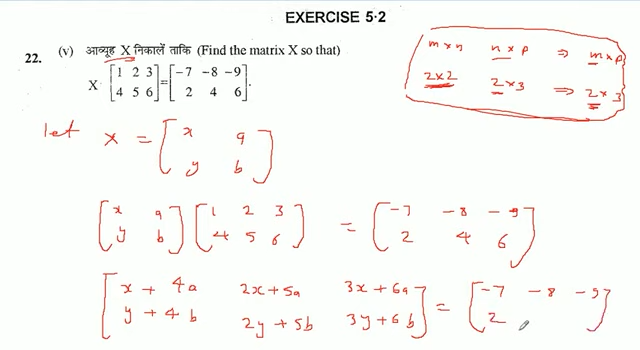 EXERCISE 5·2
22. (v) आव्यूह X निकालें ताकि (Find the matrix X so that)
X [1 2 3 = [-7 -8 -9
4 5 6] 2 4 6].
m×n n×p ⇒ m×p
2×2 2×3 ⇒ 2×3
let X = [x a
y b]
[x a [1 2 3 = [-7 -8 -9
y b] 4 5 6] 2 4 6]
[x + 4a 2x+5a 3x+6a = [-7 -8 -9
y + 4b 2y+5b 3y+6b] 2